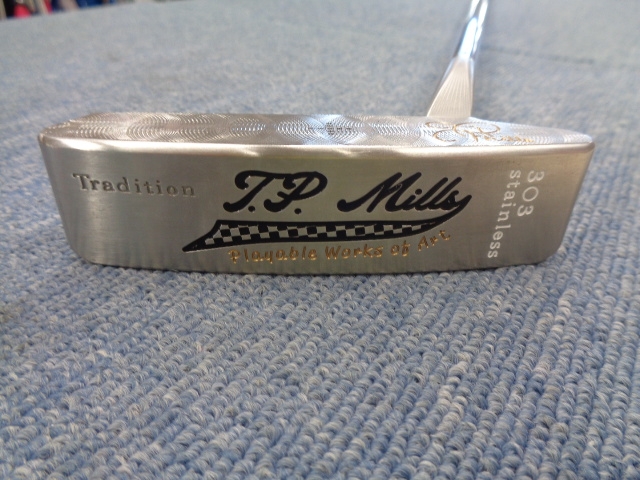 Tradition
T.P. Mills
Playable Works of Art
303
stainless